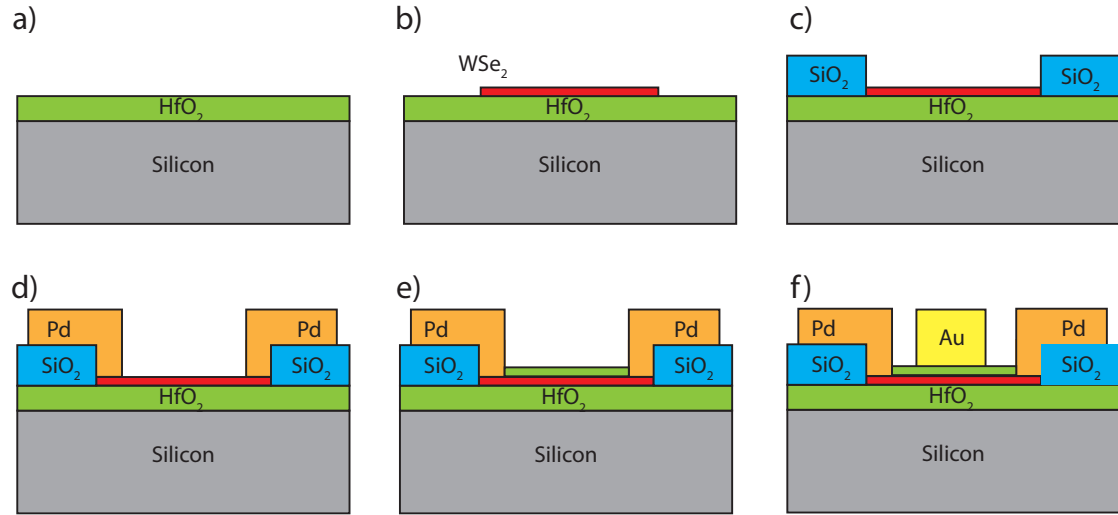 a)
HfO₂
Silicon
b)
WSe₂
HfO₂
Silicon
c)
SiO₂
SiO₂
HfO₂
Silicon
d)
Pd
Pd
SiO₂
SiO₂
HfO₂
Silicon
e)
Pd
Pd
SiO₂
SiO₂
HfO₂
Silicon
f)
Pd
Au
Pd
SiO₂
SiO₂
HfO₂
Silicon